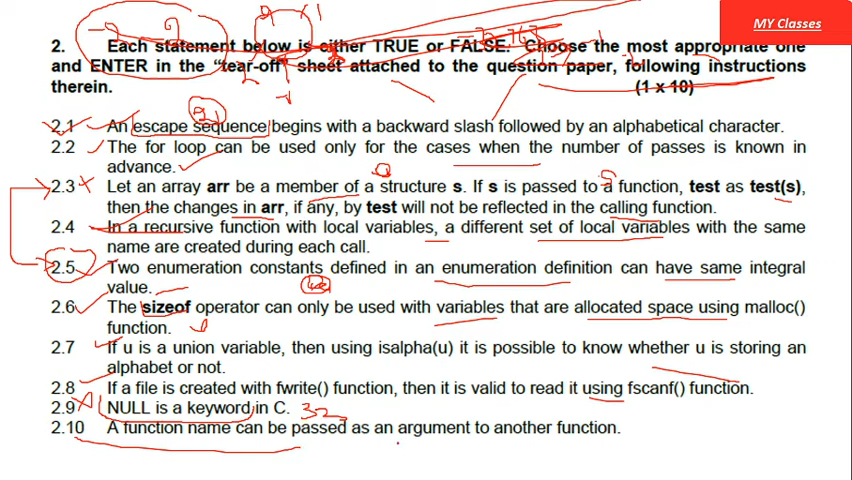 MY Classes
2. Each statement below is either TRUE or FALSE. Choose the most appropriate one
and ENTER in the “tear-off” sheet attached to the question paper, following instructions
therein. (1 x 10)
2.1 An escape sequence begins with a backward slash followed by an alphabetical character.
2.2 The for loop can be used only for the cases when the number of passes is known in
advance.
2.3 Let an array arr be a member of a structure s. If s is passed to a function, test as test(s),
then the changes in arr, if any, by test will not be reflected in the calling function.
2.4 In a recursive function with local variables, a different set of local variables with the same
name are created during each call.
2.5 Two enumeration constants defined in an enumeration definition can have same integral
value.
2.6 The sizeof operator can only be used with variables that are allocated space using malloc()
function.
2.7 If u is a union variable, then using isalpha(u) it is possible to know whether u is storing an
alphabet or not.
2.8 If a file is created with fwrite() function, then it is valid to read it using fscanf() function.
2.9 NULL is a keyword in C. 32
2.10 A function name can be passed as an argument to another function.